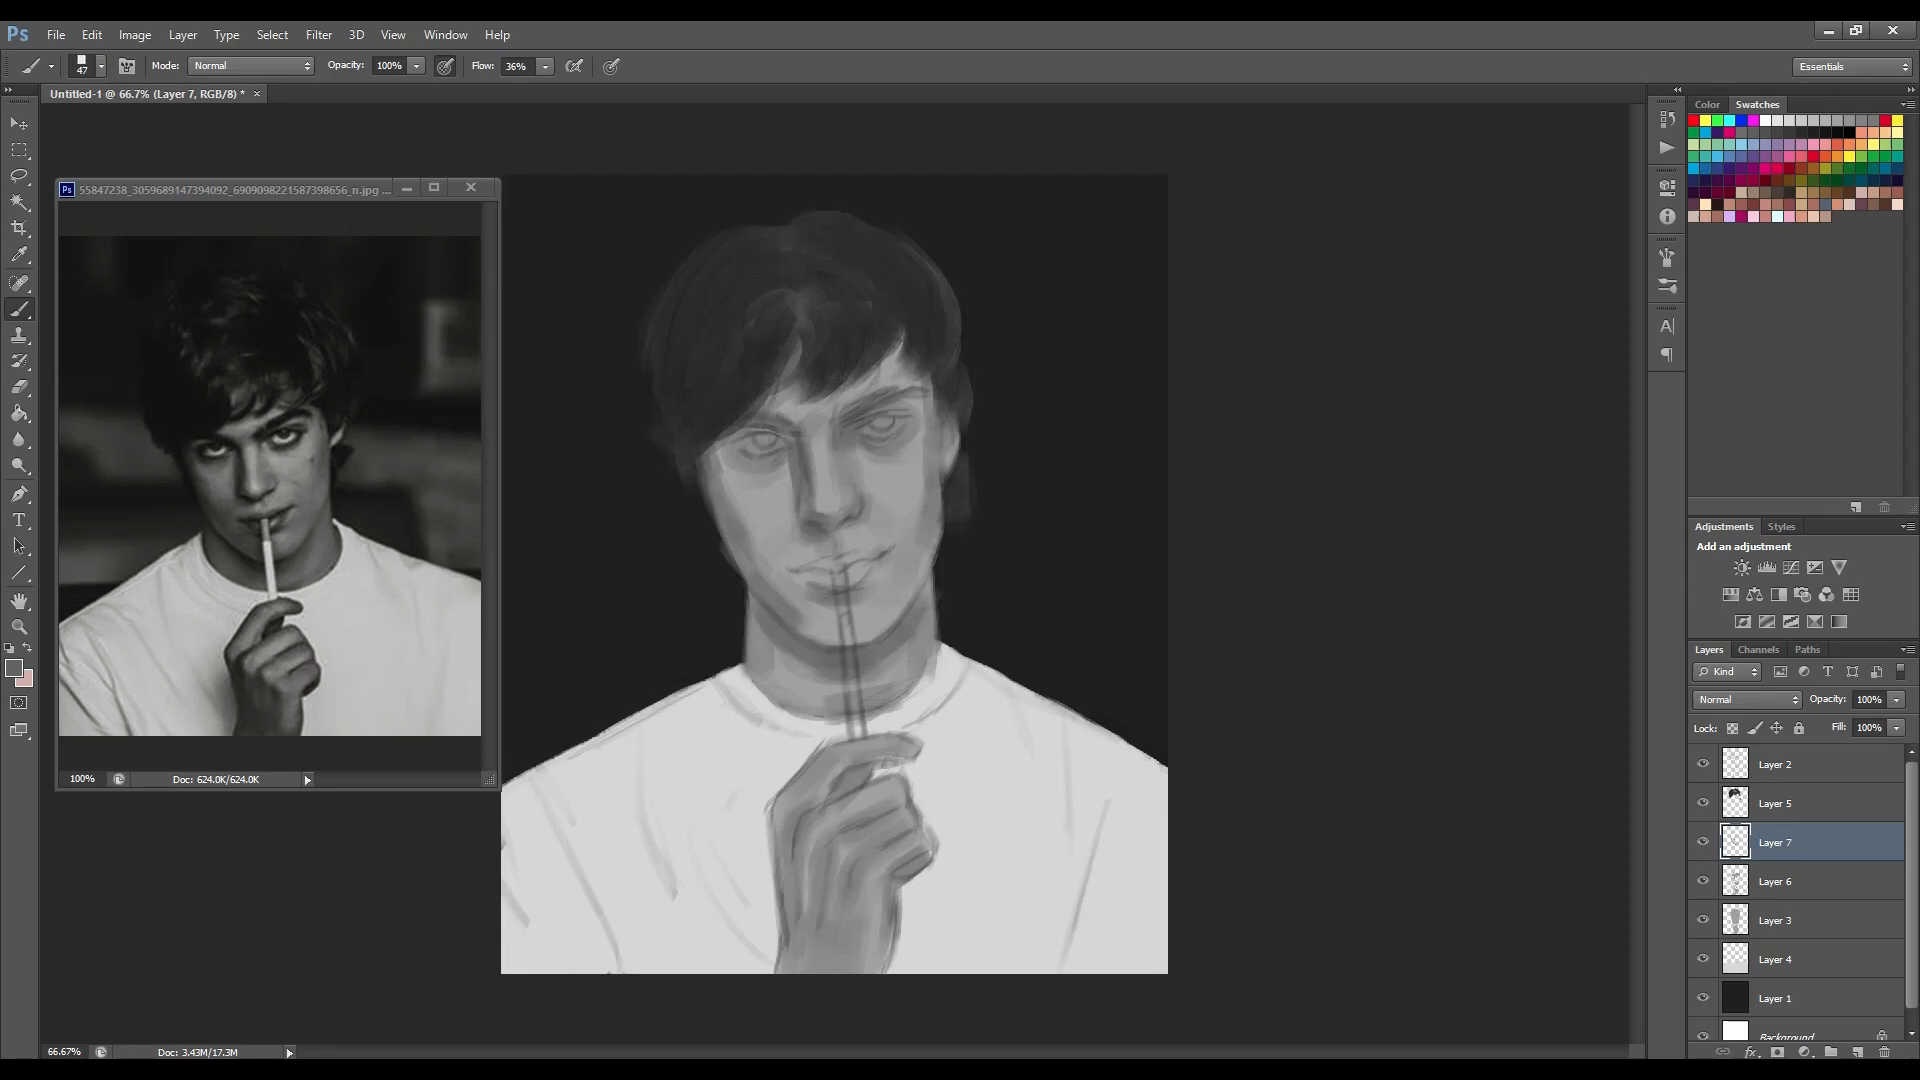 Ps File Edit Image Layer Type Select Filter 3D View Window Help
47 Mode: Normal Opacity: 100% Flow: 36% Essentials
Untitled-1 @ 66.7% (Layer 7, RGB/8) * ×
Color Swatches
Ps 55847238_3059689147394092_6909098221587398656_n.jpg ...
100% Doc: 624.0K/624.0K
Adjustments Styles
Add an adjustment
Layers Channels Paths
Kind
Normal Opacity: 100%
Lock: Fill: 100%
Layer 2
Layer 5
Layer 7
Layer 6
Layer 3
Layer 4
Layer 1
Background
66.67% Doc: 3.43M/17.3M